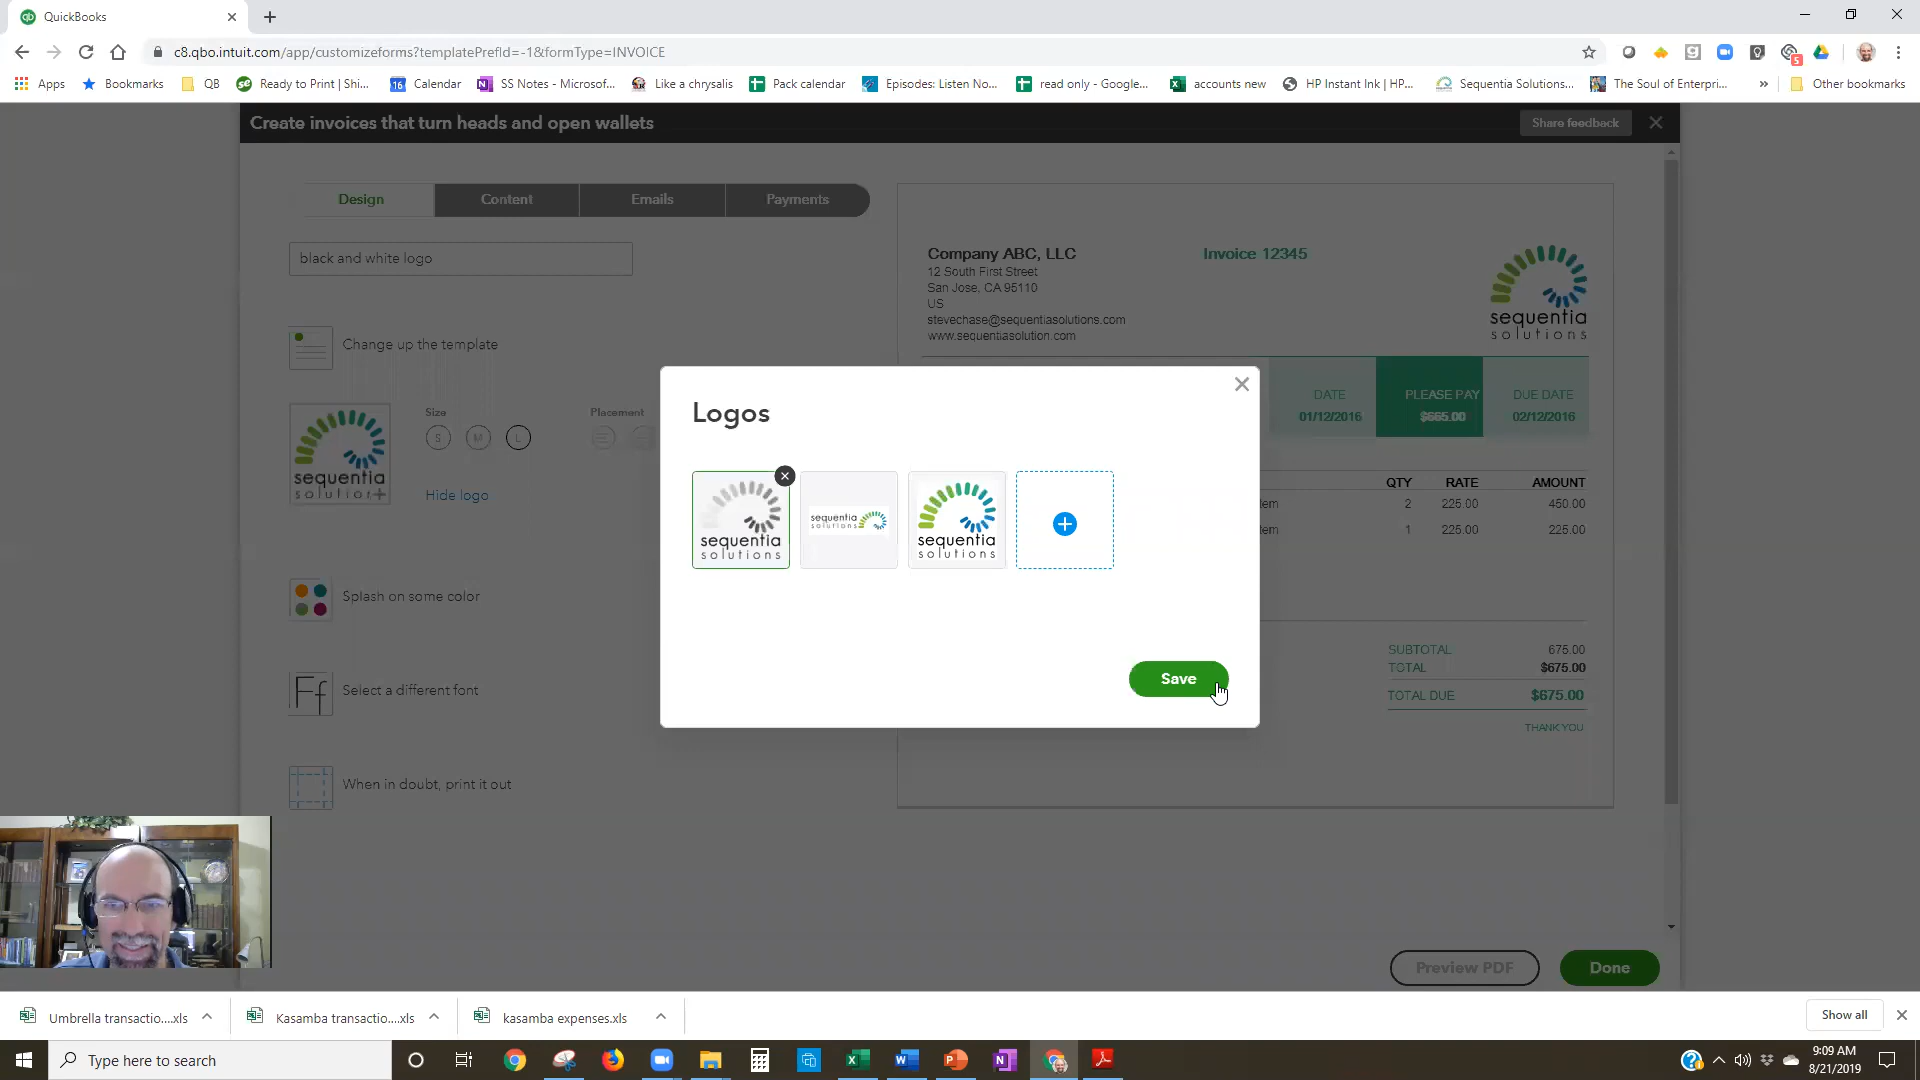 QuickBooks
c8.qbo.intuit.com/app/customizeforms?templatePrefId=-1&formType=INVOICE
5
Apps
Bookmarks
QB
Ready to Print | Shi...
16
Calendar
SS Notes - Microsof...
Like a chrysalis
Pack calendar
Episodes: Listen No...
read only - Google...
accounts new
HP Instant Ink | HP...
Sequentia Solutions...
The Soul of Enterpri...
»
Other bookmarks
Create invoices that turn heads and open wallets
Share feedback
Design
Content
Emails
Payments
black and white logo
Change up the template
Size
S
M
L
Placement
sequentia
solution
Hide logo
Splash on some color
Ff
Select a different font
When in doubt, print it out
Company ABC, LLC
12 South First Street
San Jose, CA 95110
US
stevechase@sequentiasolutions.com
www.sequentiasolution.com
Invoice 12345
sequentia
solutions
DATE
01/12/2016
PLEASE PAY
$665.00
DUE DATE
02/12/2016
QTY RATE AMOUNT
tem 2 225.00 450.00
tem 1 225.00 225.00
SUBTOTAL 675.00
TOTAL $675.00
TOTAL DUE $675.00
THANK YOU
Logos
sequentia
solutions
sequentia
solutions
sequentia
solutions
Save
Preview PDF
Done
Umbrella transactio....xls
Kasamba transactio....xls
kasamba expenses.xls
Show all
Type here to search
9:09 AM
8/21/2019